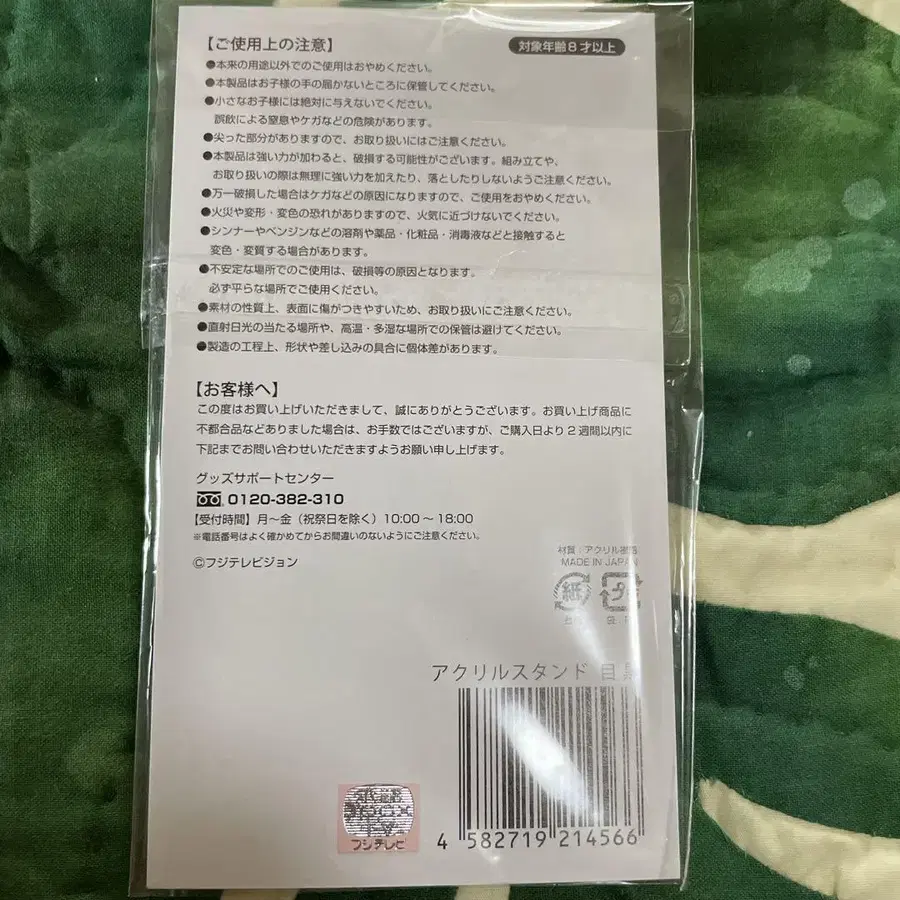 【ご使用上の注意】
対象年齢8才以上
●本来の用途以外でのご使用はおやめください。
●本製品はお子様の手の届かないところに保管してください。
●小さなお子様には絶対に与えないでください。
誤飲による窒息やケガなどの危険があります。
●尖った部分がありますので、お取り扱いにはご注意ください。
●本製品は強い力が加わると、破損する可能性がございます。組み立てや、
お取り扱いの際は無理に強い力を加えたり、落としたりしないようご注意ください。
●万一破損した場合はケガなどの原因になりますので、ご使用をおやめください。
●火災や変形・変色の恐れがありますので、火気に近づけないでください。
●シンナーやベンジンなどの溶剤や薬品・化粧品・消毒液などと接触すると
変色・変質する場合があります。
●不安定な場所でのご使用は、破損等の原因となります。
必ず平らな場所でご使用ください。
●素材の性質上、表面に傷がつきやすいため、お取り扱いにご注意ください。
●直射日光の当たる場所や、高温・多湿な場所での保管は避けてください。
●製造の工程上、形状や差し込みの具合に個体差があります。
【お客様へ】
この度はお買い上げいただきまして、誠にありがとうございます。お買い上げ商品に
不都合品などありました場合は、お手数ではございますが、ご購入日より2週間以内に
下記までお問い合わせいただきますようお願い申し上げます。
グッズサポートセンター
0120-382-310
【受付時間】月〜金（祝祭日を除く）10:00〜18:00
※電話番号はよく確かめてからお間違いのないようにご注意ください。
©フジテレビジョン
材質：アクリル樹脂
MADE IN JAPAN
紙 プラ
アクリルスタンド 目黒
フジテレビ
4 582719 214566